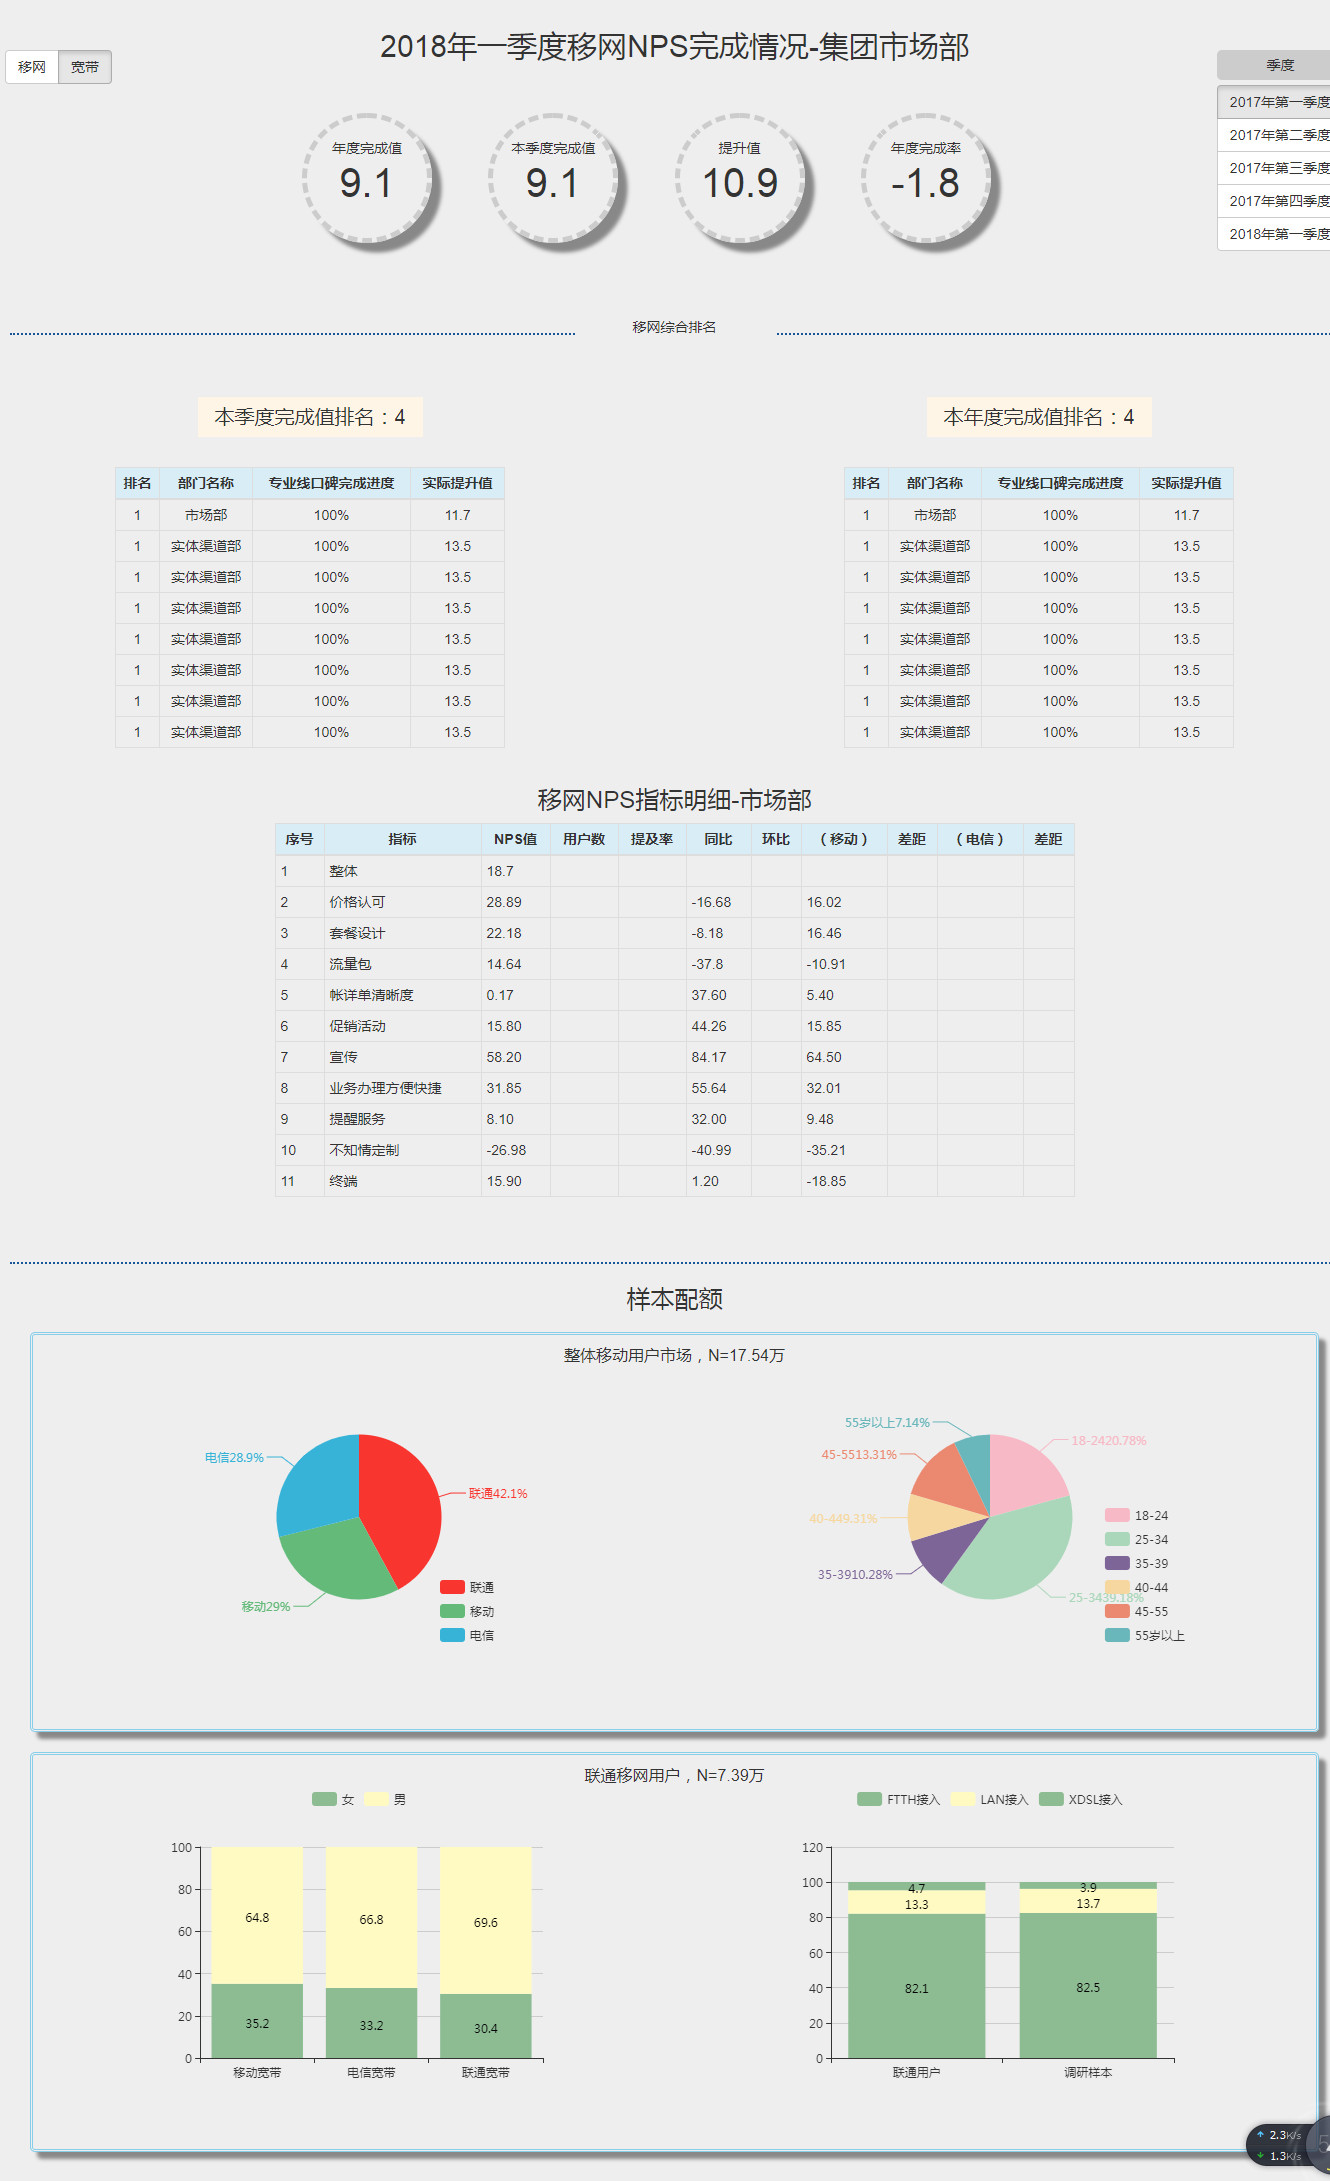 2018年一季度移网NPS完成情况-集团市场部
移网 宽带
季度
2017年第一季度
2017年第二季度
2017年第三季度
2017年第四季度
2018年第一季度
年度完成值
9.1
本季度完成值
9.1
提升值
10.9
年度完成率
-1.8
移网综合排名
本季度完成值排名：4
排名 部门名称 专业线口碑完成进度 实际提升值
1 市场部 100% 11.7
1 实体渠道部 100% 13.5
1 实体渠道部 100% 13.5
1 实体渠道部 100% 13.5
1 实体渠道部 100% 13.5
1 实体渠道部 100% 13.5
1 实体渠道部 100% 13.5
1 实体渠道部 100% 13.5
本年度完成值排名：4
排名 部门名称 专业线口碑完成进度 实际提升值
1 市场部 100% 11.7
1 实体渠道部 100% 13.5
1 实体渠道部 100% 13.5
1 实体渠道部 100% 13.5
1 实体渠道部 100% 13.5
1 实体渠道部 100% 13.5
1 实体渠道部 100% 13.5
1 实体渠道部 100% 13.5
移网NPS指标明细-市场部
序号 指标 NPS值 用户数 提及率 同比 环比 （移动） 差距 （电信） 差距
1 整体 18.7
2 价格认可 28.89 -16.68 16.02
3 套餐设计 22.18 -8.18 16.46
4 流量包 14.64 -37.8 -10.91
5 帐详单清晰度 0.17 37.60 5.40
6 促销活动 15.80 44.26 15.85
7 宣传 58.20 84.17 64.50
8 业务办理方便快捷 31.85 55.64 32.01
9 提醒服务 8.10 32.00 9.48
10 不知情定制 -26.98 -40.99 -35.21
11 终端 15.90 1.20 -18.85
样本配额
整体移动用户市场，N=17.54万
电信28.9%
联通42.1%
移动29%
联通
移动
电信
55岁以上7.14%
18-2420.78%
45-5513.31%
40-449.31%
35-3910.28%
25-3439.18%
18-24
25-34
35-39
40-44
45-55
55岁以上
联通移网用户，N=7.39万
女 男
100
80
60
40
20
0
64.8 66.8 69.6
35.2 33.2 30.4
移动宽带 电信宽带 联通宽带
FTTH接入 LAN接入 XDSL接入
120
100
80
60
40
20
0
4.7 3.9
13.3 13.7
82.1 82.5
联通用户 调研样本
2.3K/s
1.3K/s